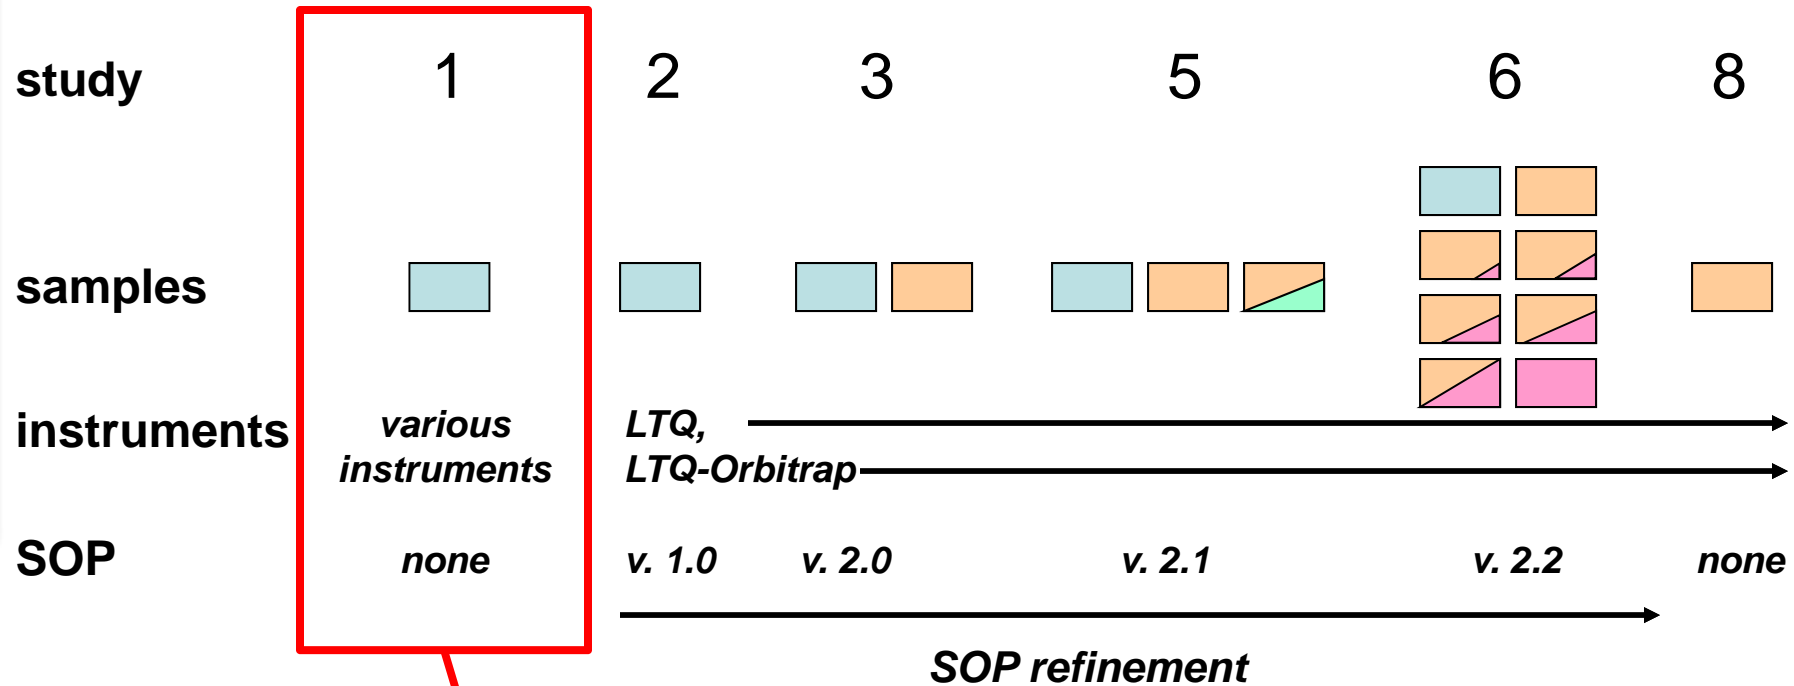 study 1 2 3 5 6 8
samples
instruments various instruments LTQ, LTQ-Orbitrap
SOP none v. 1.0 v. 2.0 v. 2.1 v. 2.2 none
SOP refinement